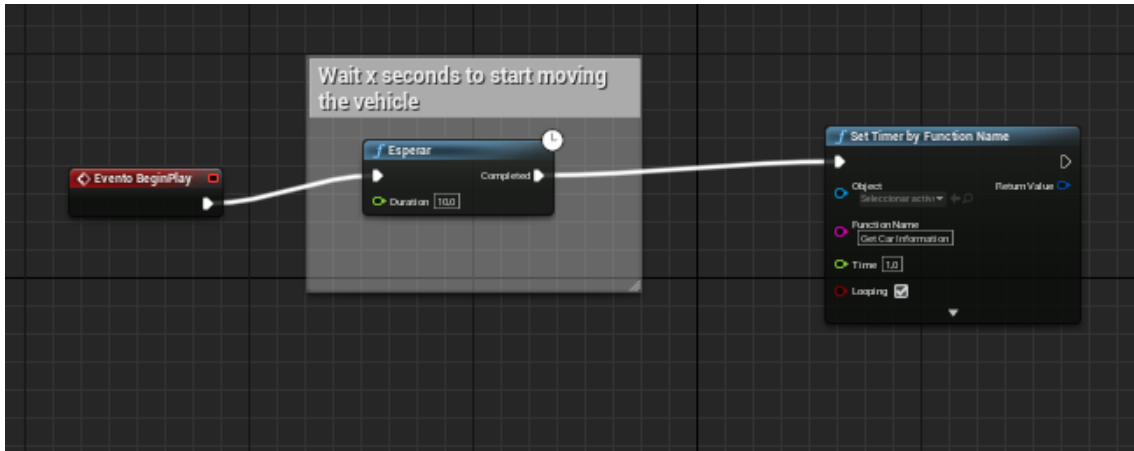 Wait x seconds to start moving
the vehicle
Evento BeginPlay
Esperar
Completed
Duration 10,0
Set Timer by Function Name
Object
Return Value
Seleccionar activ
Function Name
Get Car Information
Time 1,0
Looping